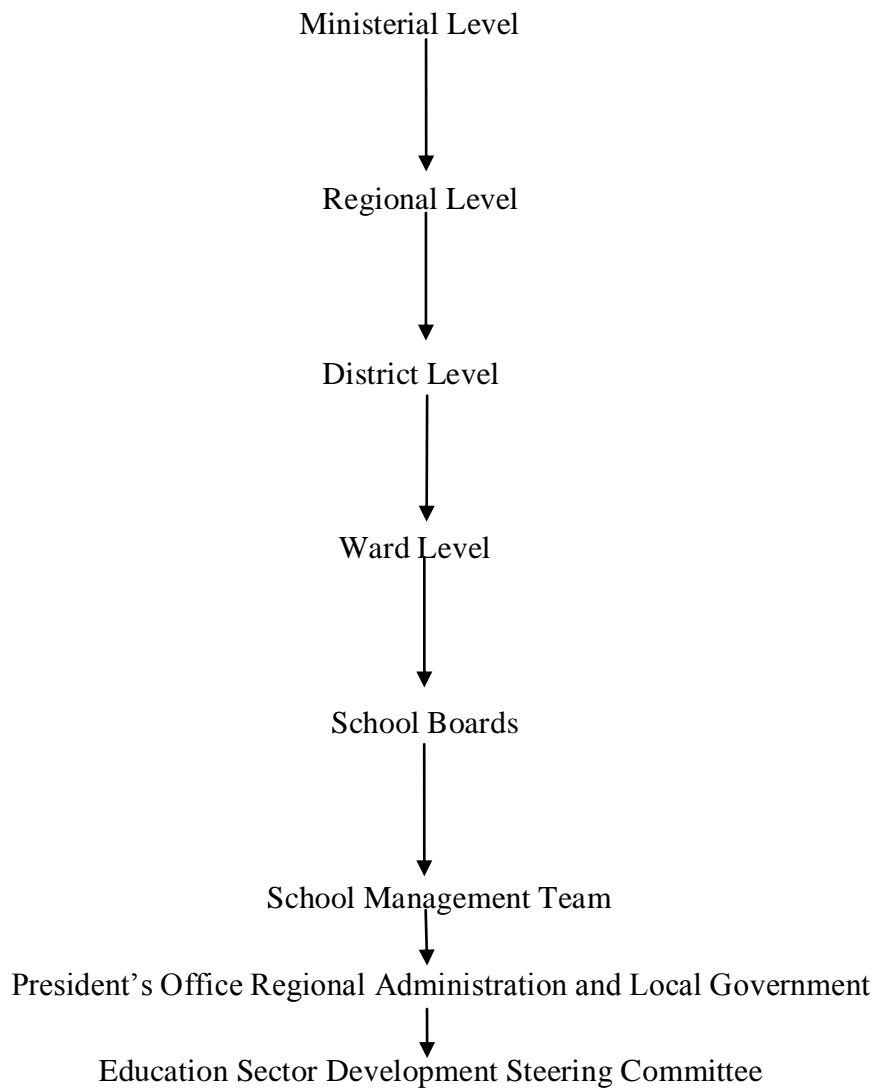 Ministerial Level
Regional Level
District Level
Ward Level
School Boards
School Management Team
President’s Office Regional Administration and Local Government
Education Sector Development Steering Committee